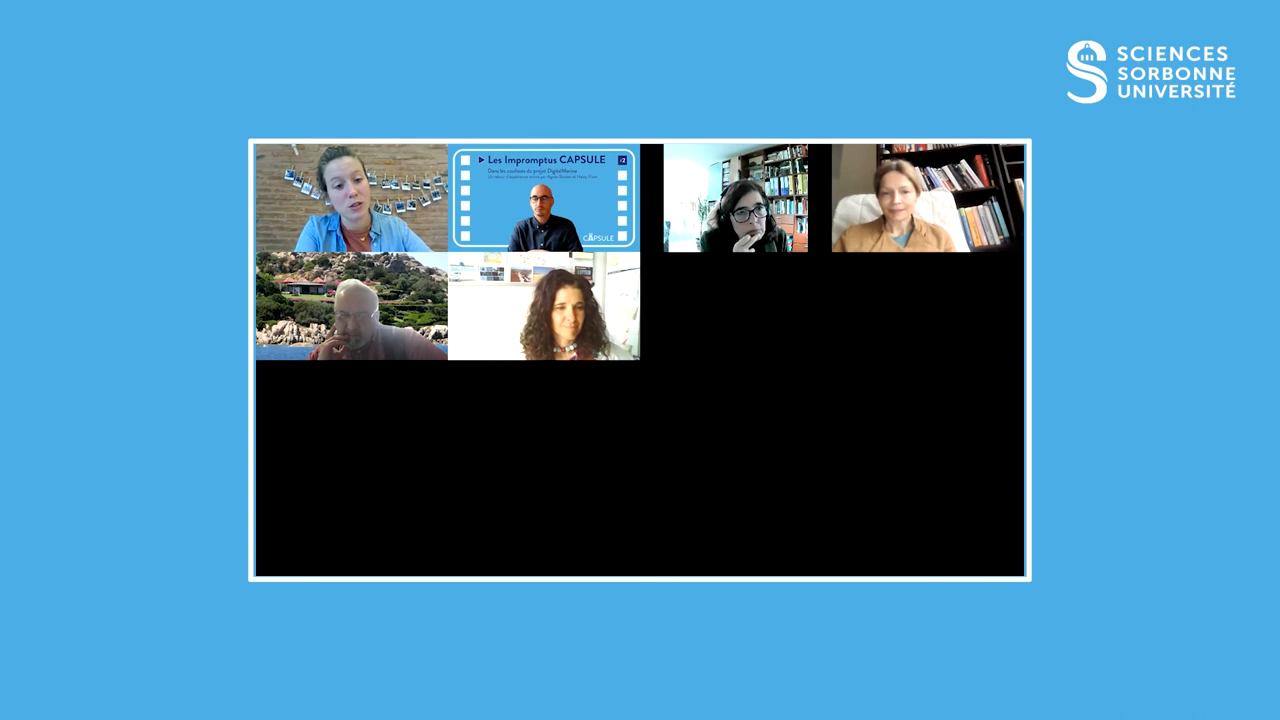 SCIENCES
SORBONNE
UNIVERSITÉ
Les Impromptus CAPSULE
Dans les coulisses du projet DigitalMarine
CAPSULE